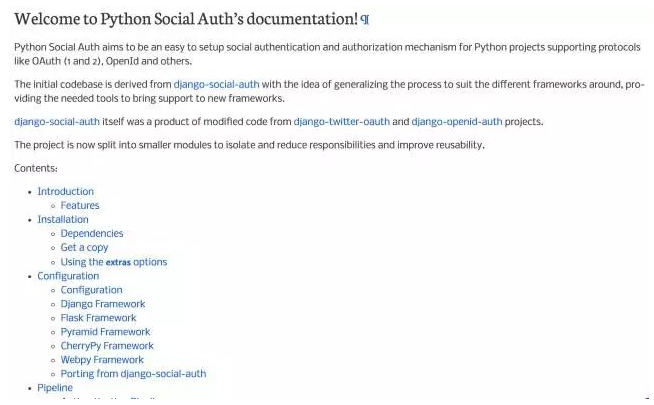 Welcome to Python Social Auth's documentation! ¶
Python Social Auth aims to be an easy to setup social authentication and authorization mechanism for Python projects supporting protocols
like OAuth (1 and 2), OpenId and others.
The initial codebase is derived from django-social-auth with the idea of generalizing the process to suit the different frameworks around, pro-
viding the needed tools to bring support to new frameworks.
django-social-auth itself was a product of modified code from django-twitter-oauth and django-openid-auth projects.
The project is now split into smaller modules to isolate and reduce responsibilities and improve reusability.
Contents:
• Introduction
◦ Features
• Installation
◦ Dependencies
◦ Get a copy
◦ Using the extras options
• Configuration
◦ Configuration
◦ Django Framework
◦ Flask Framework
◦ Pyramid Framework
◦ CherryPy Framework
◦ Webpy Framework
◦ Porting from django-social-auth
• Pipeline